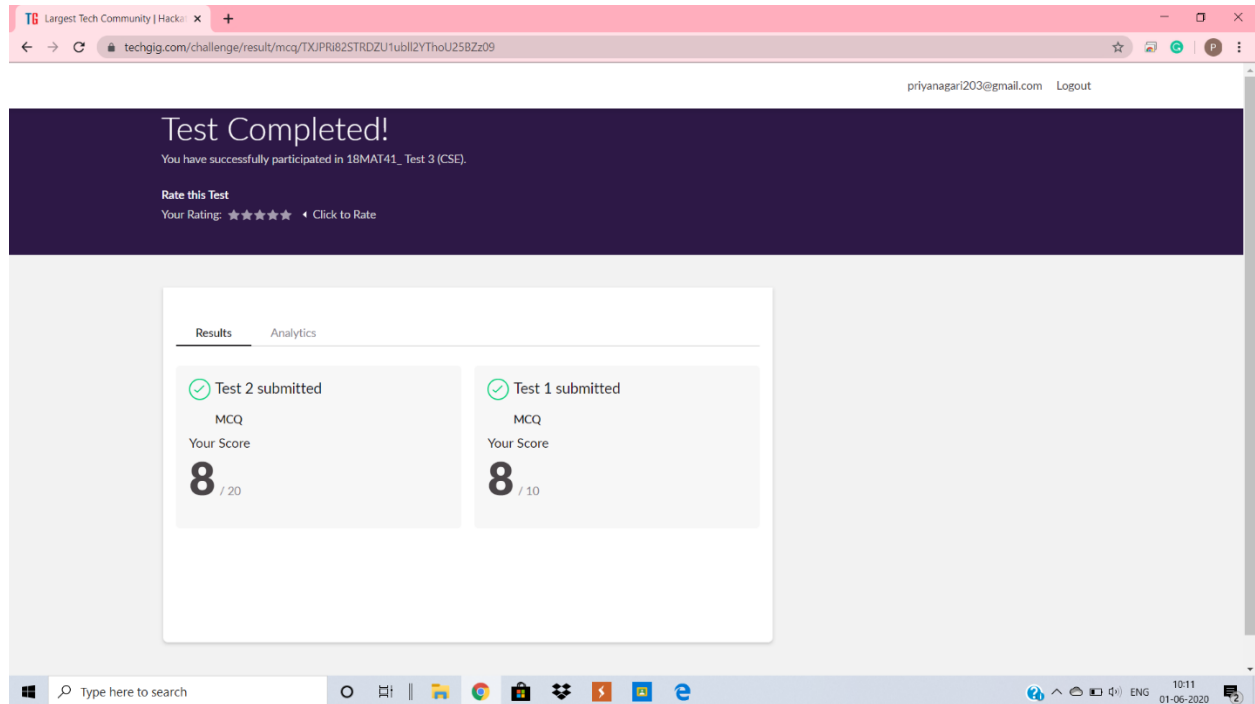 TG Largest Tech Community | Hacka
techgig.com/challenge/result/mcq/TXJPRi82STRDZU1ubll2YThoU25BZz09
P
priyanagari203@gmail.com Logout
Test Completed!
You have successfully participated in 18MAT41_ Test 3 (CSE).
Rate this Test
Your Rating: Click to Rate
Results Analytics
Test 2 submitted
MCQ
Your Score
8 / 20
Test 1 submitted
MCQ
Your Score
8 / 10
Type here to search
ENG
10:11
01-06-2020
2